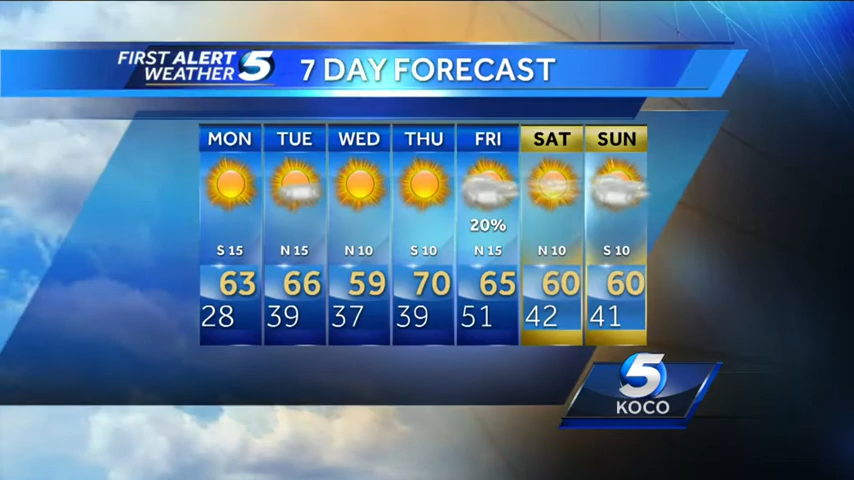 FIRST ALERT
WEATHER 5
7 DAY FORECAST
MON TUE WED THU FRI SAT SUN
20%
S 15 N 15 N 10 S 10 N 15 N 10 S 10
63 66 59 70 65 60 60
28 39 37 39 51 42 41
5
KOCO